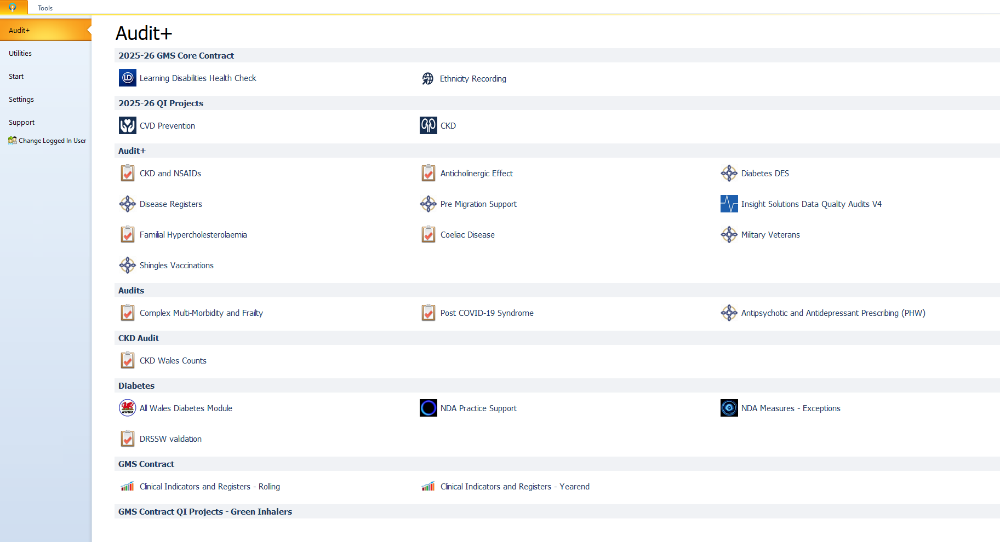 Tools
Audit+
Utilities
Start
Settings
Support
Change Logged In User
Audit+
2025-26 GMS Core Contract
LD Learning Disabilities Health Check
Ethnicity Recording
2025-26 QI Projects
CVD Prevention
CKD
Audit+
CKD and NSAIDs
Anticholinergic Effect
Diabetes DES
Disease Registers
Pre Migration Support
Insight Solutions Data Quality Audits V4
Familial Hypercholesterolaemia
Coeliac Disease
Military Veterans
Shingles Vaccinations
Audits
Complex Multi-Morbidity and Frailty
Post COVID-19 Syndrome
Antipsychotic and Antidepressant Prescribing (PHW)
CKD Audit
CKD Wales Counts
Diabetes
AWDM All Wales Diabetes Module
NDA Practice Support
NDA Measures - Exceptions
DRSSW validation
GMS Contract
Clinical Indicators and Registers - Rolling
Clinical Indicators and Registers - Yearend
GMS Contract QI Projects - Green Inhalers